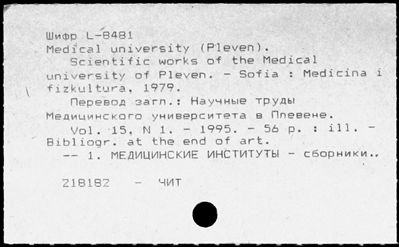 Шифр L-8481
Medical university (Pleven).
Scientific works of the Medical
university of Pleven. - Sofia : Medicina i
fizkultura, 1979.
Перевод загл.: Научные труды
Медицинского университета в Плевене.
Vol. 15, N 1. - 1995. - 56 p. : ill. -
Bibliogr. at the end of art.
-- 1. МЕДИЦИНСКИЕ ИНСТИТУТЫ - сборники..
218182 - ЧИТ